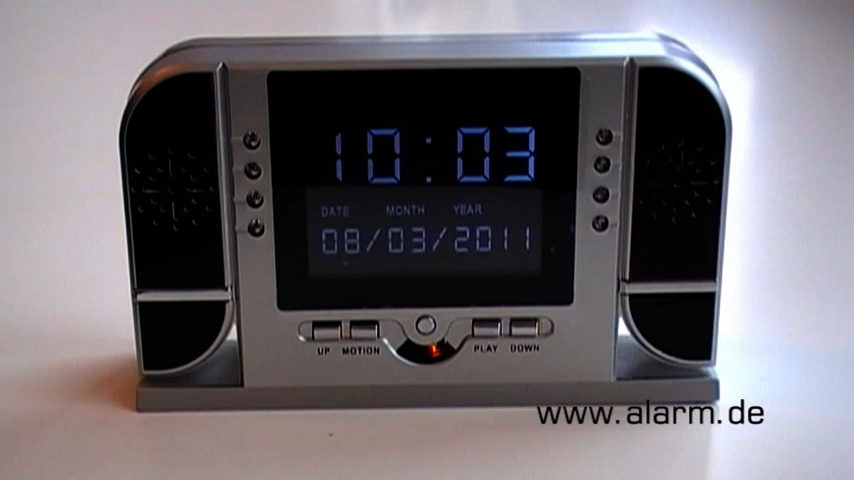 10:03
DATE MONTH YEAR
08/03/2011
UP MOTION PLAY DOWN
www.alarm.de